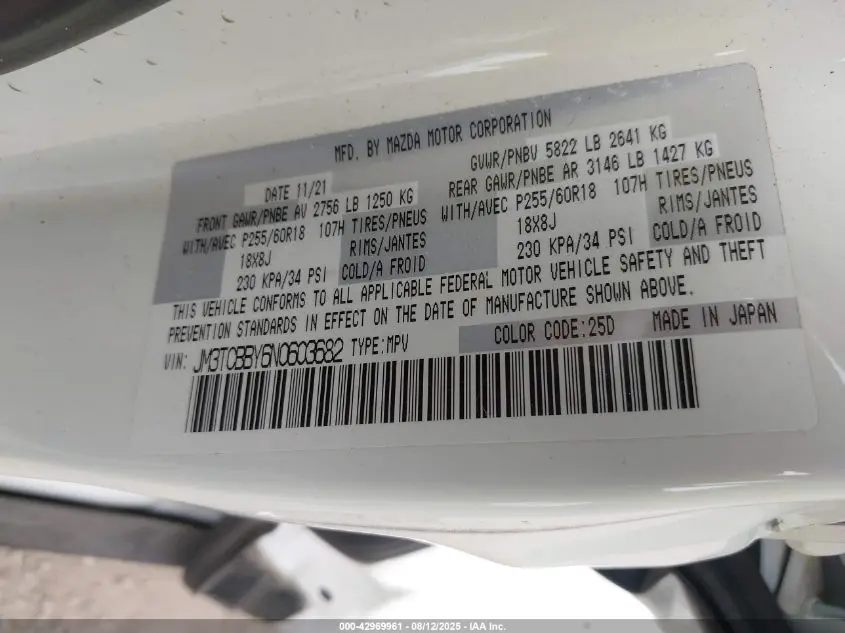 MFD. BY MAZDA MOTOR CORPORATION
DATE 11/21
GVWR/PNBV 5822 LB 2641 KG
FRONT GAWR/PNBE AV 2756 LB 1250 KG
REAR GAWR/PNBE AR 3146 LB 1427 KG
WITH/AVEC P255/60R18 107H TIRES/PNEUS
WITH/AVEC P255/60R18 107H TIRES/PNEUS
18X8J RIMS/JANTES
18X8J RIMS/JANTES
230 KPA/34 PSI COLD/A FROID
230 KPA/34 PSI COLD/A FROID
THIS VEHICLE CONFORMS TO ALL APPLICABLE FEDERAL MOTOR VEHICLE SAFETY AND THEFT
PREVENTION STANDARDS IN EFFECT ON THE DATE OF MANUFACTURE SHOWN ABOVE.
COLOR CODE:25D MADE IN JAPAN
VIN: JM3TCBBY6N0603682 TYPE:MPV
000-42969961 - 08/12/2025 - IAA Inc.